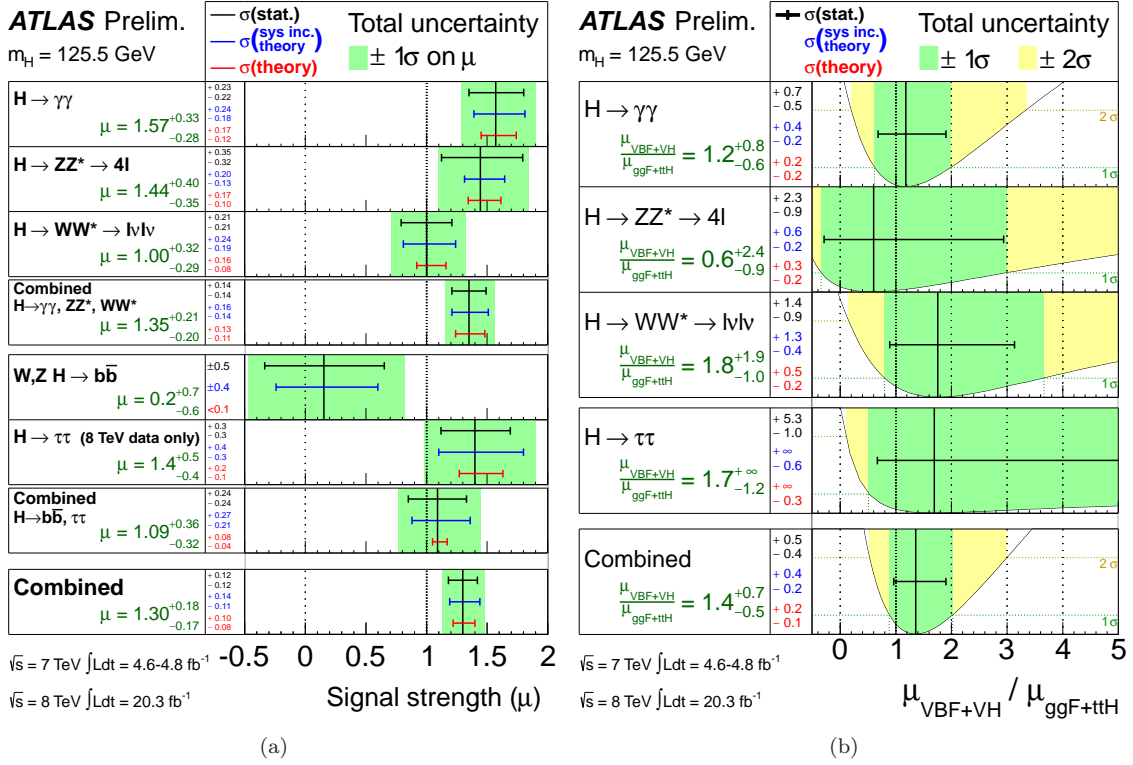 ATLAS Prelim.
m_H = 125.5 GeV
σ(stat.)
σ(sys inc. theory)
σ(theory)
Total uncertainty
± 1σ on μ
H → γγ
μ = 1.57 +0.33 −0.28
+ 0.23
- 0.22
+ 0.24
- 0.18
+ 0.17
- 0.12
H → ZZ* → 4l
μ = 1.44 +0.40 −0.35
+ 0.35
- 0.32
+ 0.20
- 0.13
+ 0.17
- 0.10
H → WW* → lνlν
μ = 1.00 +0.32 −0.29
+ 0.21
- 0.21
+ 0.24
- 0.19
+ 0.16
- 0.08
Combined
H→γγ, ZZ*, WW*
μ = 1.35 +0.21 −0.20
+ 0.14
- 0.14
+ 0.16
- 0.14
+ 0.13
- 0.11
W,Z H → bb̅
μ = 0.2 +0.7 −0.6
±0.5
±0.4
<0.1
H → ττ (8 TeV data only)
μ = 1.4 +0.5 −0.4
+ 0.3
- 0.3
+ 0.4
- 0.3
+ 0.2
- 0.1
Combined
H→bb̅, ττ
μ = 1.09 +0.36 −0.32
+ 0.24
- 0.24
+ 0.27
- 0.21
+ 0.08
- 0.04
Combined
μ = 1.30 +0.18 −0.17
+ 0.12
- 0.12
+ 0.14
- 0.11
+ 0.10
- 0.08
-0.5 0 0.5 1 1.5 2
√s = 7 TeV ∫Ldt = 4.6-4.8 fb⁻¹
√s = 8 TeV ∫Ldt = 20.3 fb⁻¹
Signal strength (μ)
(a)
ATLAS Prelim.
m_H = 125.5 GeV
σ(stat.)
σ(sys inc. theory)
σ(theory)
Total uncertainty
± 1σ ± 2σ
H → γγ
μ_VBF+VH / μ_ggF+ttH = 1.2 +0.8 −0.6
+ 0.7
- 0.5
+ 0.4
- 0.2
+ 0.2
- 0.2
2σ
1σ
H → ZZ* → 4l
μ_VBF+VH / μ_ggF+ttH = 0.6 +2.4 −0.9
+ 2.3
- 0.9
+ 0.6
- 0.2
+ 0.3
- 0.2
1σ
H → WW* → lνlν
μ_VBF+VH / μ_ggF+ttH = 1.8 +1.9 −1.0
+ 1.4
- 0.9
+ 1.3
- 0.4
+ 0.5
- 0.2
1σ
H → ττ
μ_VBF+VH / μ_ggF+ttH = 1.7 +∞ −1.2
+ 5.3
- 1.0
+ ∞
- 0.6
+ ∞
- 0.3
Combined
μ_VBF+VH / μ_ggF+ttH = 1.4 +0.7 −0.5
+ 0.5
- 0.4
+ 0.4
- 0.2
+ 0.2
- 0.1
2σ
1σ
0 1 2 3 4 5
√s = 7 TeV ∫Ldt = 4.6-4.8 fb⁻¹
√s = 8 TeV ∫Ldt = 20.3 fb⁻¹
μ_VBF+VH / μ_ggF+ttH
(b)